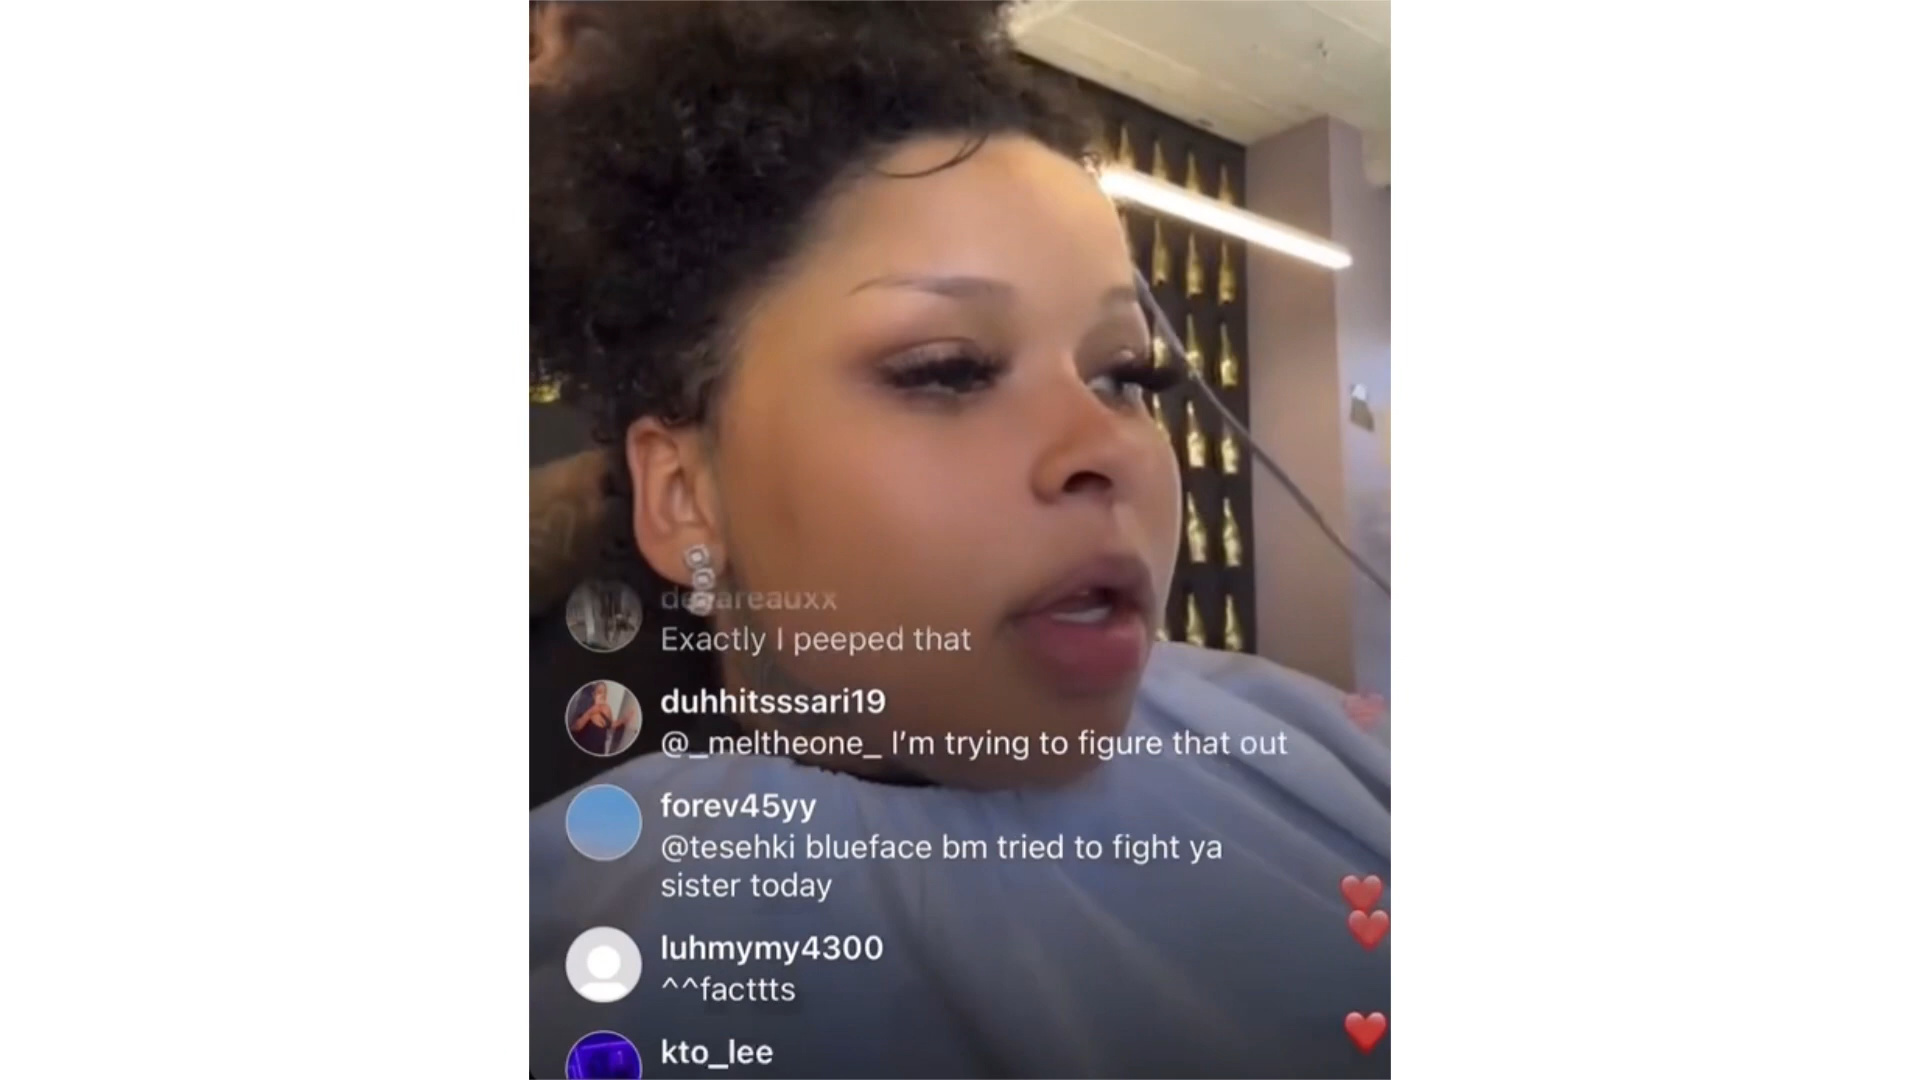 Exactly I peeped that
duhhitsssari19
@_meltheone_ I’m trying to figure that out
forev45yy
@tesehki blueface bm tried to fight ya
sister today
luhmymy4300
^^facttts
kto_lee